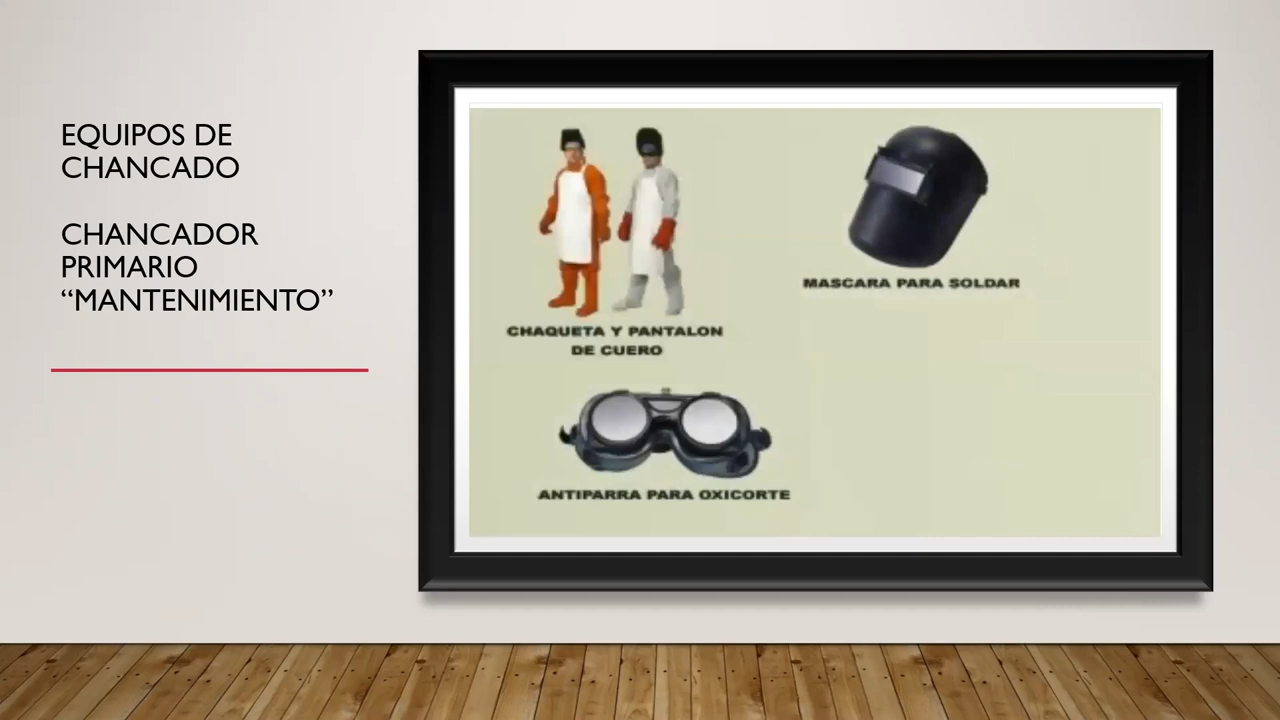 EQUIPOS DE
CHANCADO
CHANCADOR
PRIMARIO
“MANTENIMIENTO”
CHAQUETA Y PANTALON
DE CUERO
MASCARA PARA SOLDAR
ANTIPARRA PARA OXICORTE